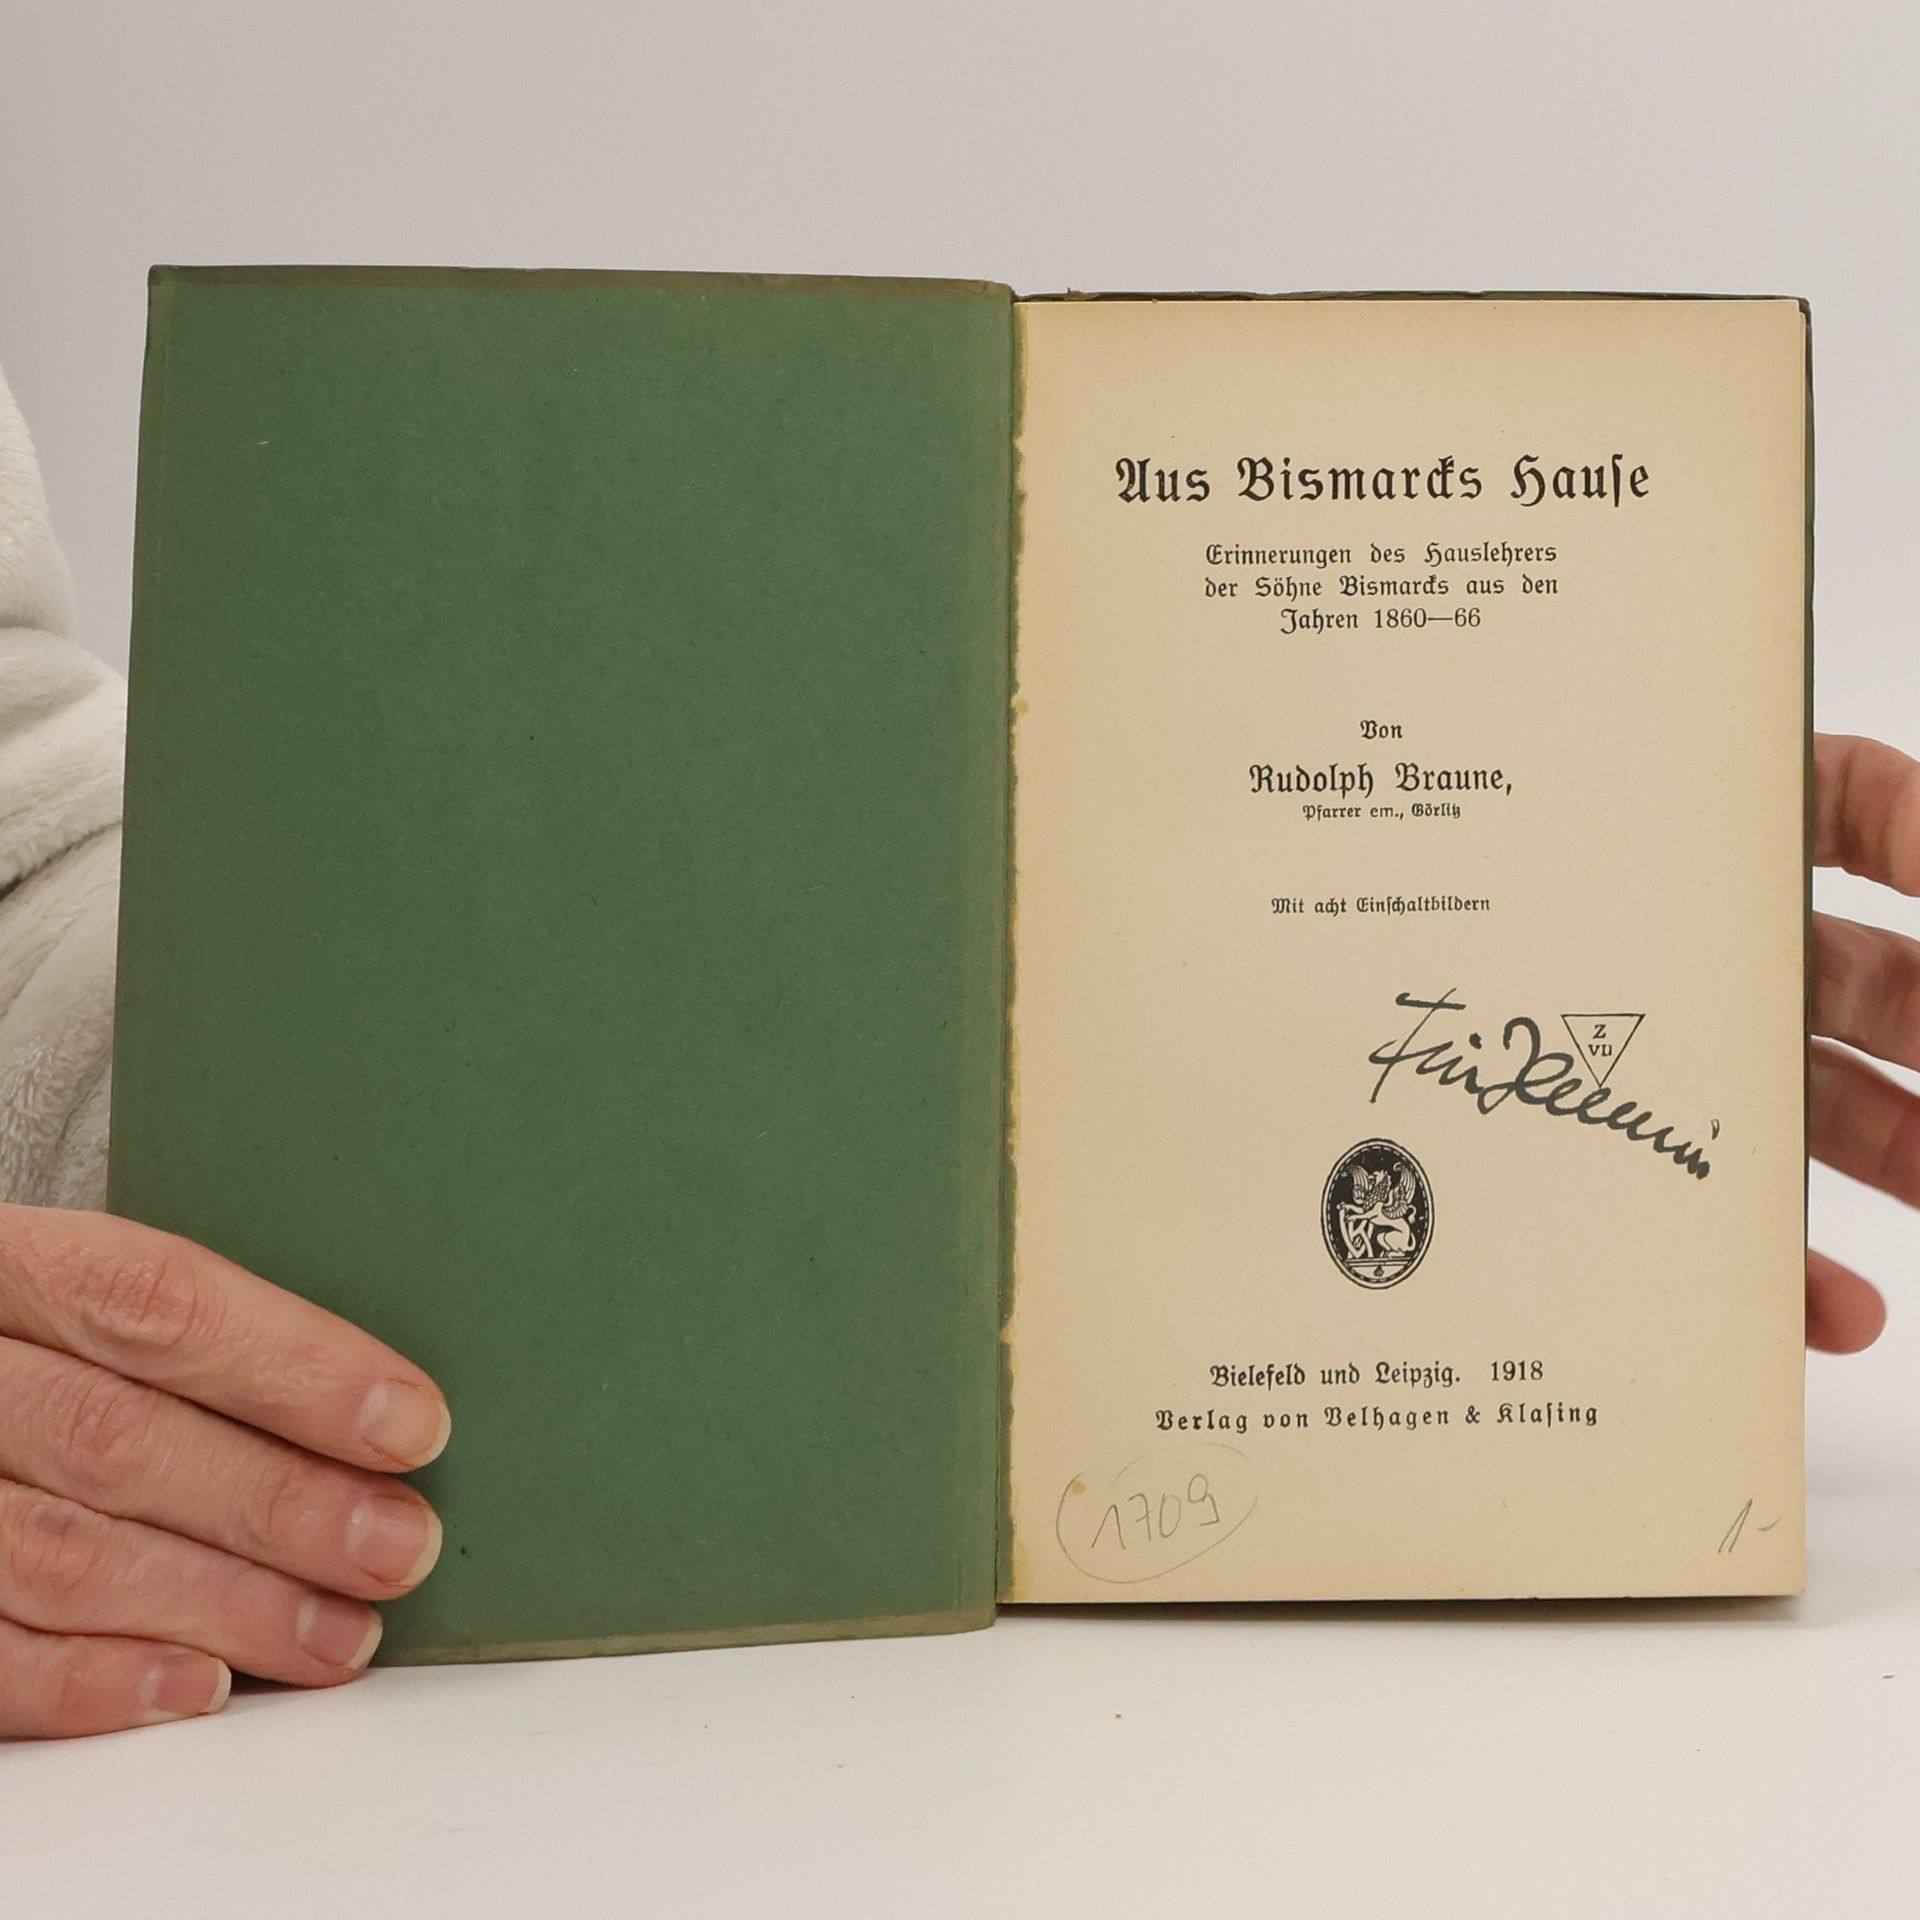 Aus Bismarcks Hauſe
Erinnerungen des Hauslehrers
der Söhne Bismarcks aus den
Jahren 1860—66
Von
Rudolph Braune,
Pfarrer em., Görlitz
Mit acht Einſchaltbildern
Z
VII
V K
Bielefeld und Leipzig. 1918
Verlag von Velhagen & Klaſing
1709
1-